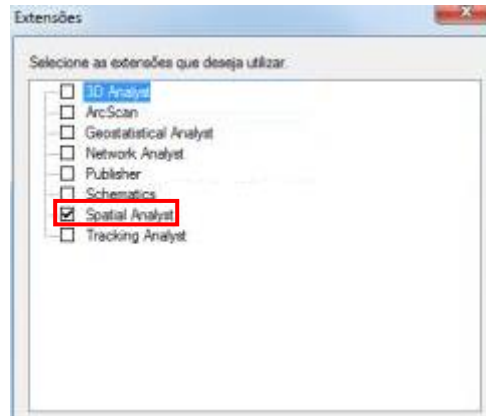 Extensões
Selecione as extensões que deseja utilizar.
3D Analyst
ArcScan
Geostatistical Analyst
Network Analyst
Publisher
Schematics
Spatial Analyst
Tracking Analyst